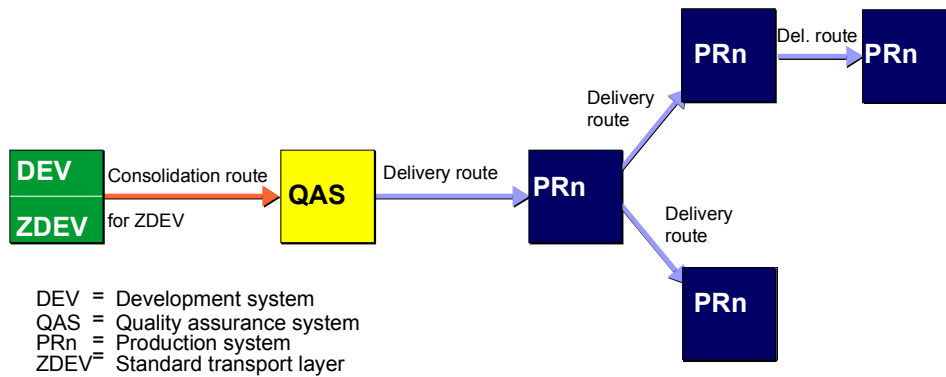 DEV
ZDEV
Consolidation route
for ZDEV
QAS
Delivery route
PRn
Delivery
route
PRn
Del. route
PRn
Delivery
route
PRn
DEV = Development system
QAS = Quality assurance system
PRn = Production system
ZDEV= Standard transport layer